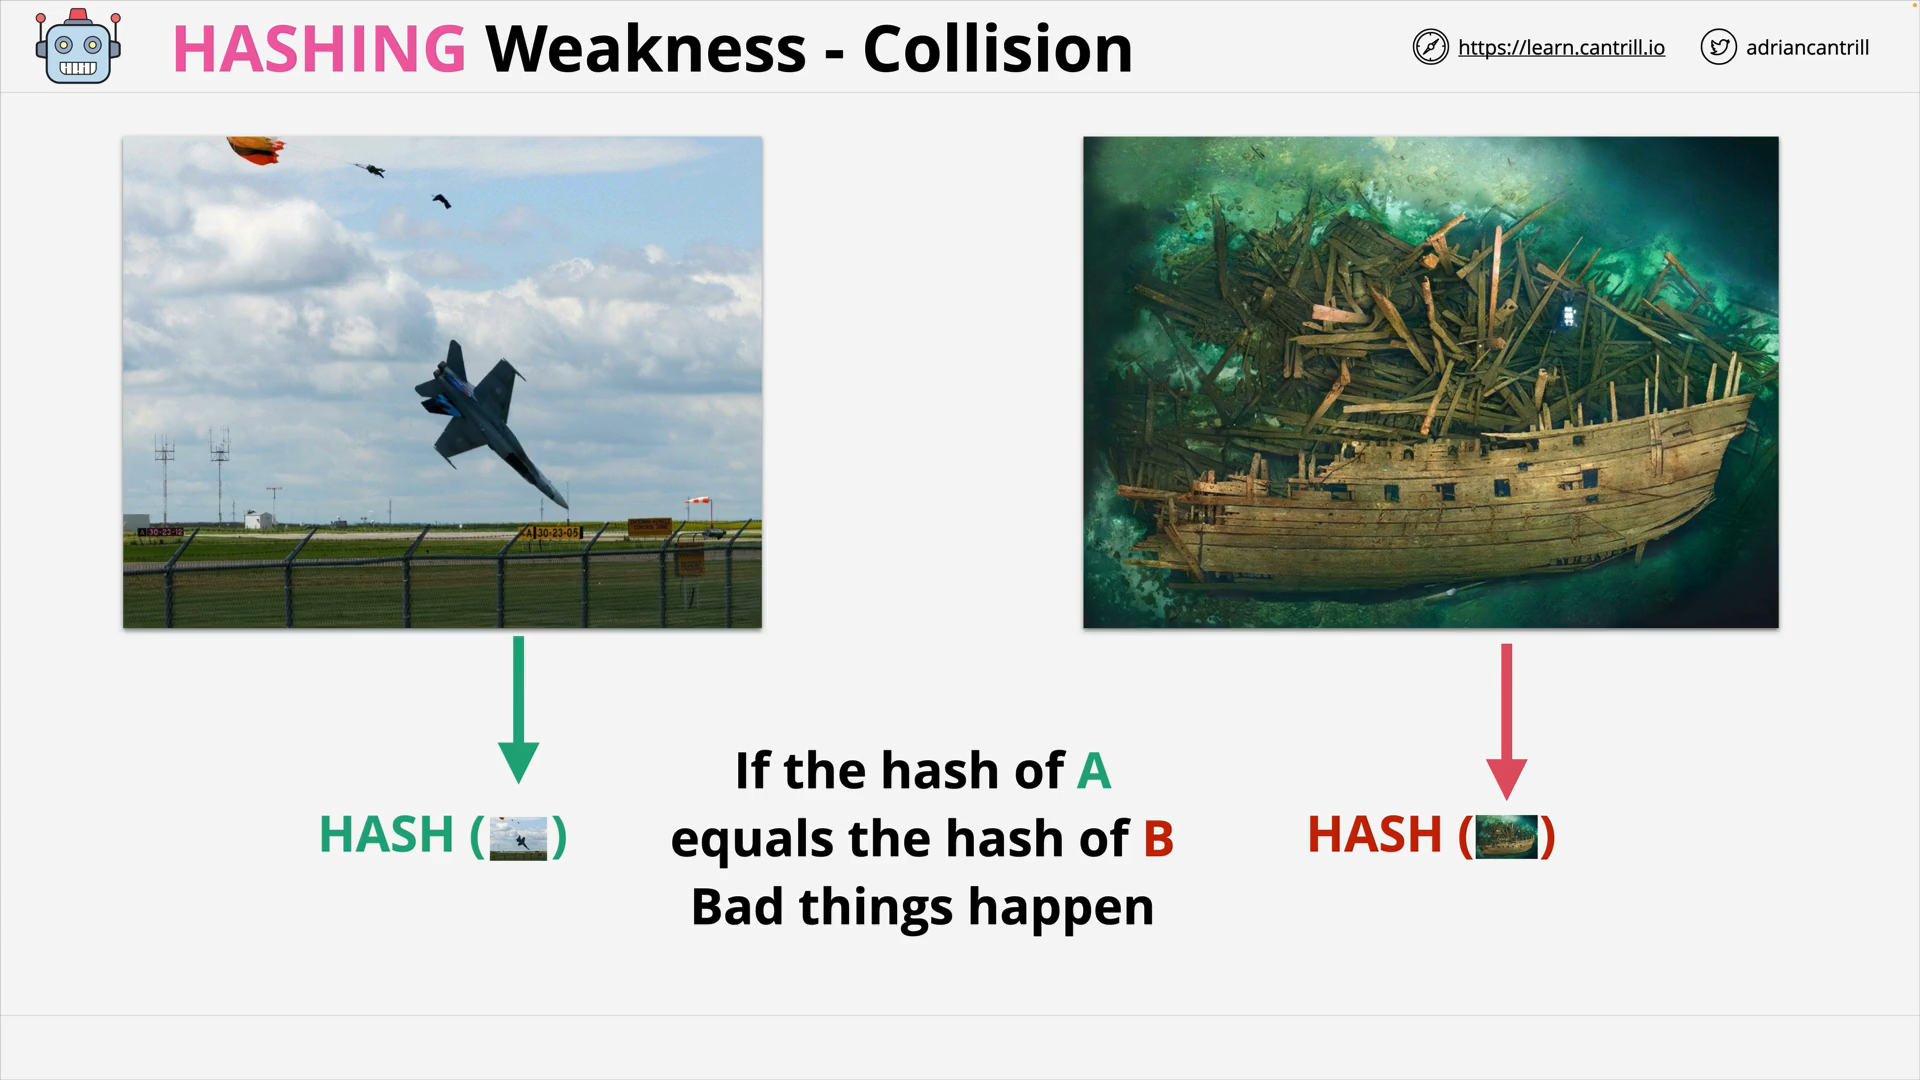 HASHING Weakness - Collision
https://learn.cantrill.io
adriancantrill
A 30-23-12
A 30-23-05
HASH ( )
If the hash of A
equals the hash of B
Bad things happen
HASH ( )